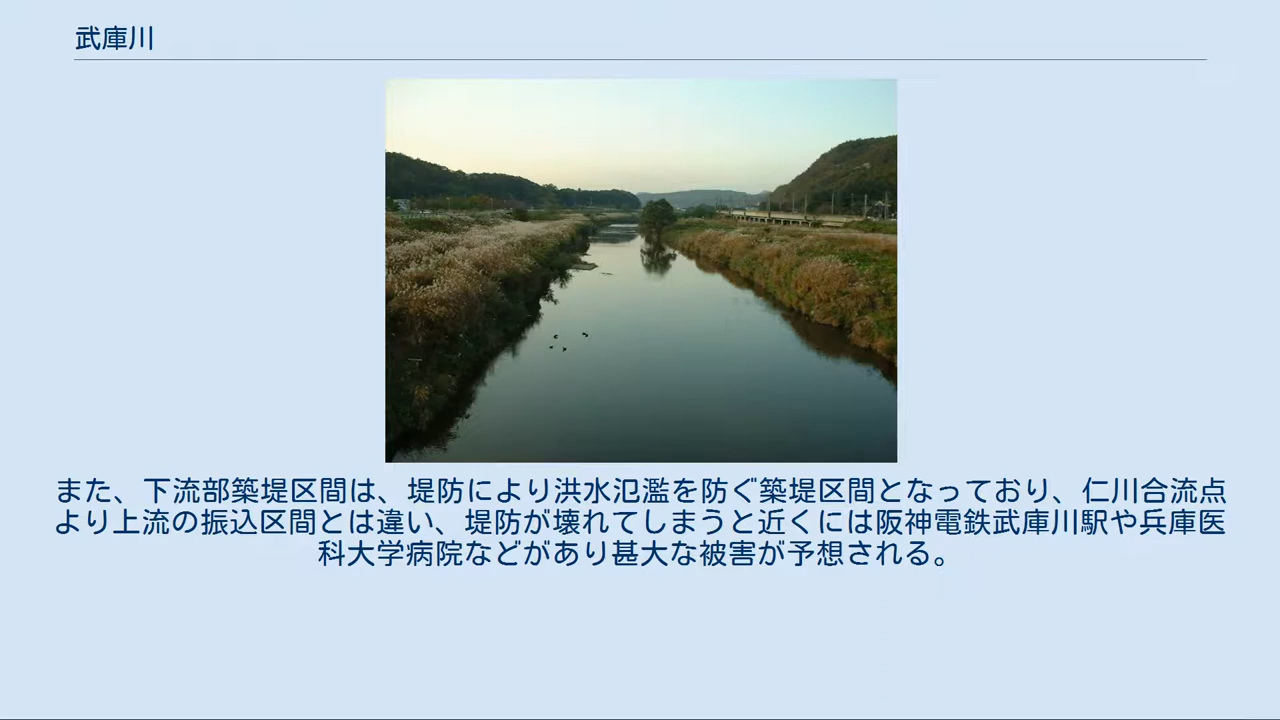 武庫川
また、下流部築堤区間は、堤防により洪水氾濫を防ぐ築堤区間となっており、仁川合流点
より上流の振込区間とは違い、堤防が壊れてしまうと近くには阪神電鉄武庫川駅や兵庫医
科大学病院などがあり甚大な被害が予想される。